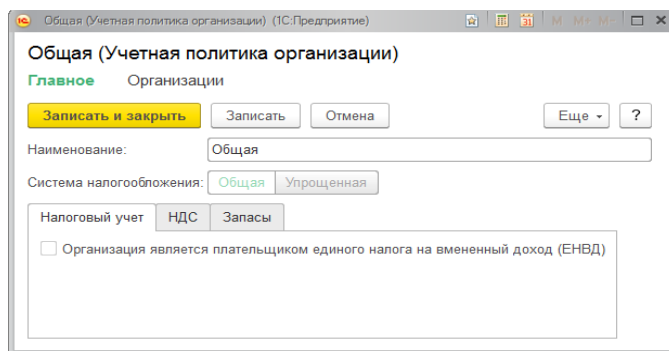 Общая (Учетная политика организации) (1С:Предприятие)
31 M M+ M-
Общая (Учетная политика организации)
Главное Организации
Записать и закрыть Записать Отмена Еще ?
Наименование: Общая
Система налогообложения: Общая Упрощенная
Налоговый учет НДС Запасы
Организация является плательщиком единого налога на вмененный доход (ЕНВД)